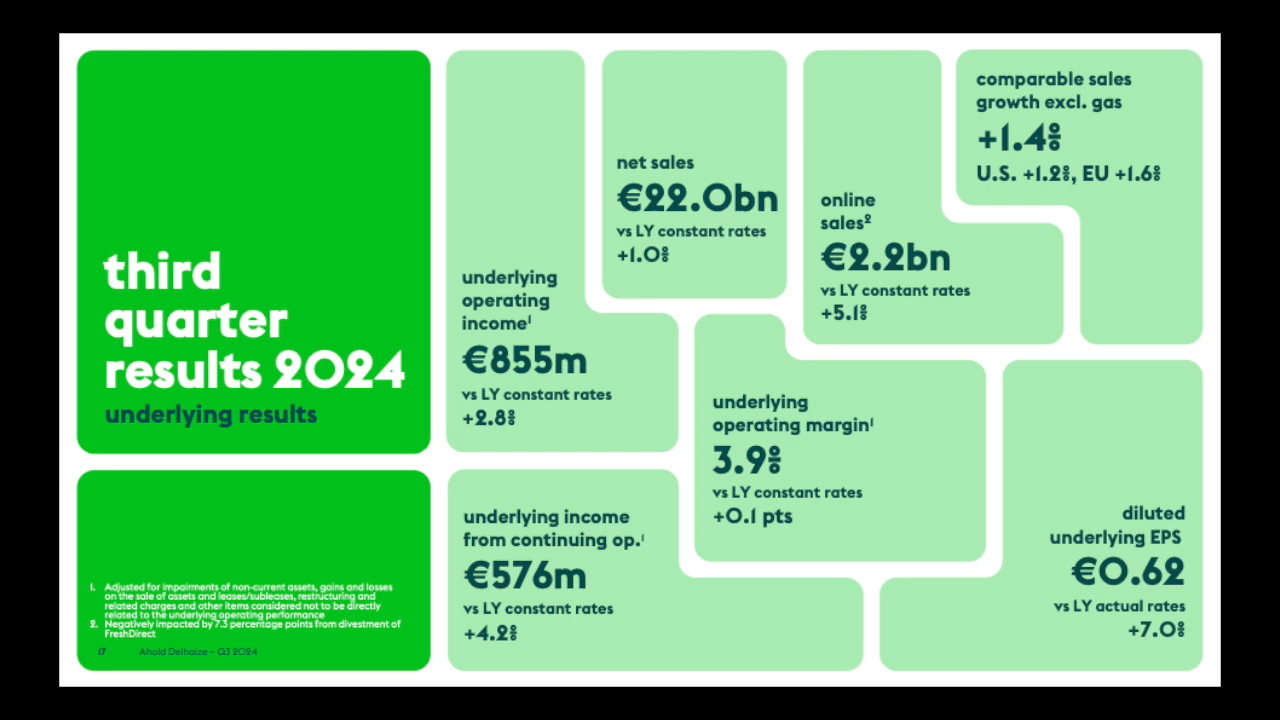 third
quarter
results 2024
underlying results
1. Adjusted for impairments of non-current assets, gains and losses
on the sale of assets and leases/subleases, restructuring and
related charges and other items considered not to be directly
related to the underlying operating performance
2. Negatively impacted by 7.3 percentage points from divestment of
FreshDirect
17 Ahold Delhaize – Q3 2024
underlying
operating
income¹
€855m
vs LY constant rates
+2.8%
net sales
€22.0bn
vs LY constant rates
+1.0%
online
sales²
€2.2bn
vs LY constant rates
+5.1%
comparable sales
growth excl. gas
+1.4%
U.S. +1.2%, EU +1.6%
underlying income
from continuing op.¹
€576m
vs LY constant rates
+4.2%
underlying
operating margin¹
3.9%
vs LY constant rates
+0.1 pts
diluted
underlying EPS
€0.62
vs LY actual rates
+7.0%